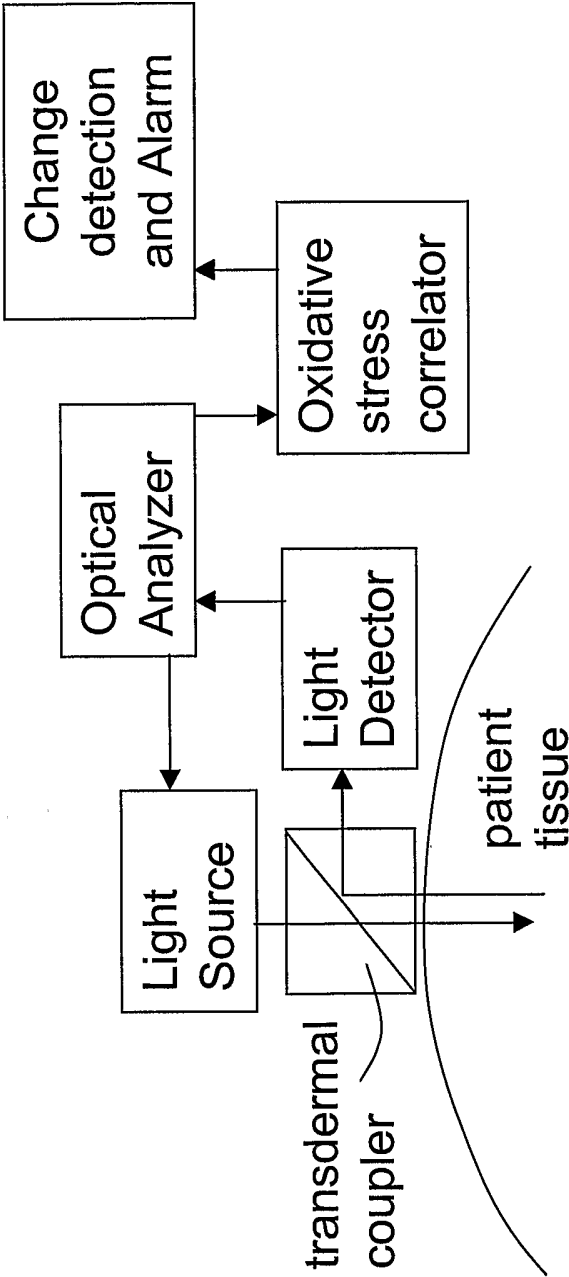 Light
Source
Optical
Analyzer
Change
detection
and Alarm
transdermal
coupler
Light
Detector
Oxidative
stress
correlator
patient
tissue